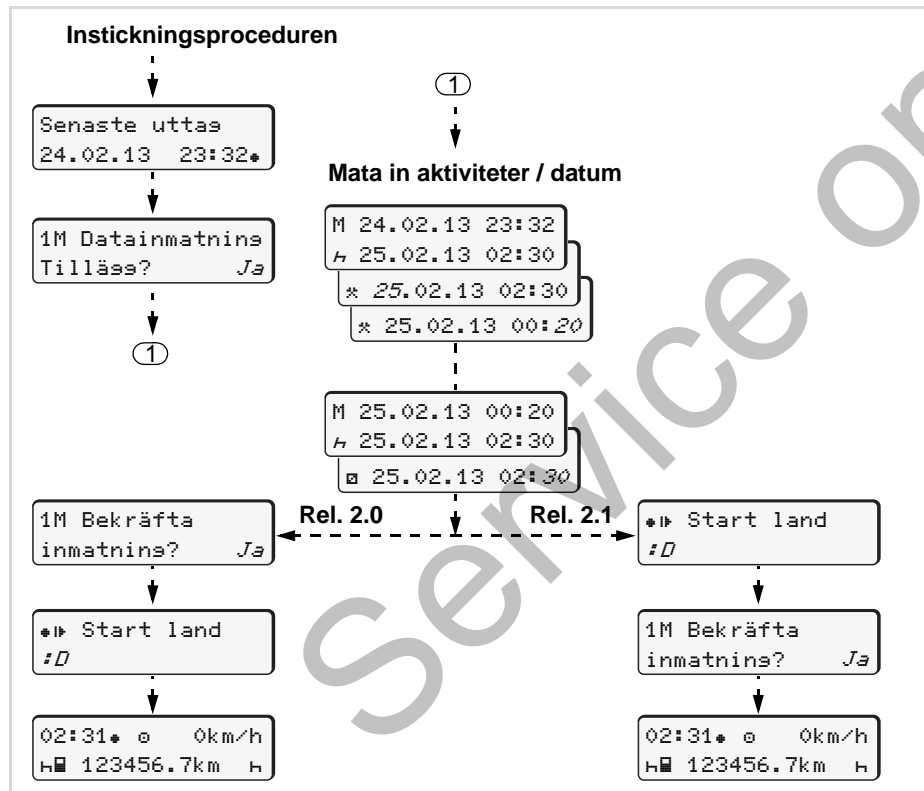 Instickningsproceduren
Senaste uttag
24.02.13 23:32
1M Datainmatning
Tillägg? Ja
1
1
Mata in aktiviteter / datum
M 24.02.13 23:32
25.02.13 02:30
25.02.13 02:30
25.02.13 00:20
M 25.02.13 00:20
25.02.13 02:30
25.02.13 02:30
Rel. 2.0
Rel. 2.1
1M Bekräfta
inmatning? Ja
Start land
:D
02:31 0km/h
123456.7km
Start land
:D
1M Bekräfta
inmatning? Ja
02:31 0km/h
123456.7km
Service o